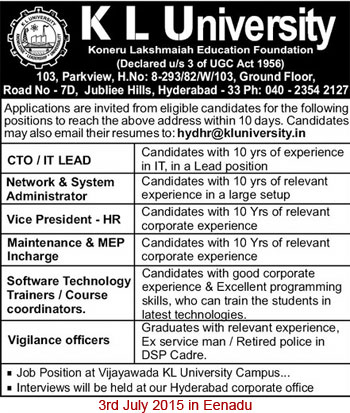 K L University
Koneru Lakshmaiah Education Foundation
(Declared u/s 3 of UGC Act 1956)
103, Parkview, H.No: 8-293/82/W/103, Ground Floor,
Road No - 7D, Jubliee Hills, Hyderabad - 33 Ph: 040 - 2354 2127
Applications are invited from eligible candidates for the following
positions to reach the above address within 10 days. Candidates
may also email their resumes to: hydhr@kluniversity.in
CTO / IT LEAD
Candidates with 10 yrs of experience
in IT, in a Lead position
Network & System
Administrator
Candidates with 10 yrs of relevant
experience in a large setup
Vice President - HR
Candidates with 10 Yrs of relevant
corporate experience
Maintenance & MEP
Incharge
Candidates with 10 Yrs of relevant
corporate experience
Software Technology
Trainers / Course
coordinators.
Candidates with good corporate
experience & Excellent programming
skills, who can train the students in
latest technologies.
Vigilance officers
Graduates with relevant experience,
Ex service man / Retired police in
DSP Cadre.
▪ Job Position at Vijayawada KL University Campus...
▪ Interviews will be held at our Hyderabad corporate office
3rd July 2015 in Eenadu